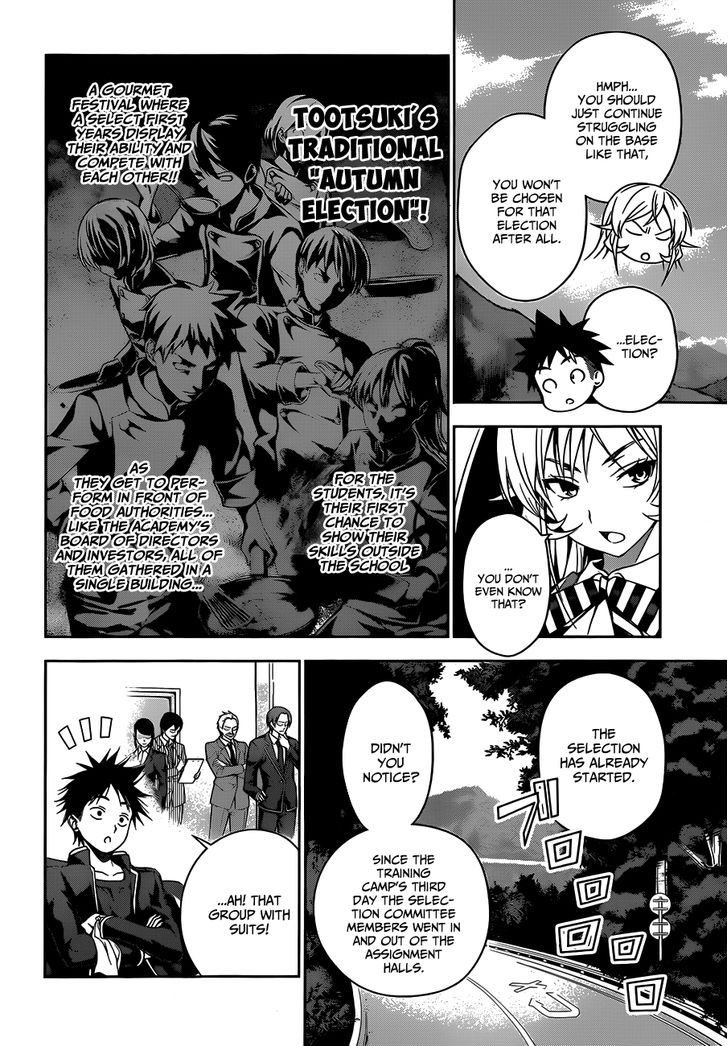 HMPH...
YOU SHOULD
JUST CONTINUE
STRUGGLING
ON THE BASE
LIKE THAT,
YOU WON'T
BE CHOSEN
FOR THAT
ELECTION
AFTER ALL.
...ELEC-
TION?
...
YOU DON'T
EVEN KNOW
THAT?
TOOTSUKI'S
TRADITIONAL
"AUTUMN
ELECTION"!
A GOURMET
FESTIVAL WHERE
A SELECT FIRST
YEARS DISPLAY
THEIR ABILITY AND
COMPETE WITH
EACH OTHER!!
FOR THE
STUDENTS, IT'S
THEIR FIRST
CHANCE TO
SHOW THEIR
SKILLS OUTSIDE
THE SCHOOL
AS
THEY GET TO PER-
FORM IN FRONT OF
FOOD AUTHORITIES...
LIKE THE ACADEMY'S
BOARD OF DIRECTORS
AND INVESTORS, ALL OF
THEM GATHERED IN A
SINGLE BUILDING...
THE
SELECTION
HAS ALREADY
STARTED.
DIDN'T
YOU
NOTICE?
SINCE THE
TRAINING
CAMP'S THIRD
DAY THE SELEC-
TION COMMITTEE
MEMBERS WENT IN
AND OUT OF THE
ASSIGNMENT
HALLS.
ブロロロロ
...AH! THAT
GROUP WITH
SUITS!